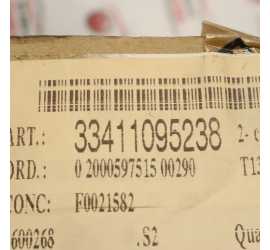 ART.: 33411095238 2-
ORD.: 0 2000597515 00290 T13
CONC: F0021582
600268 .S2 Qua